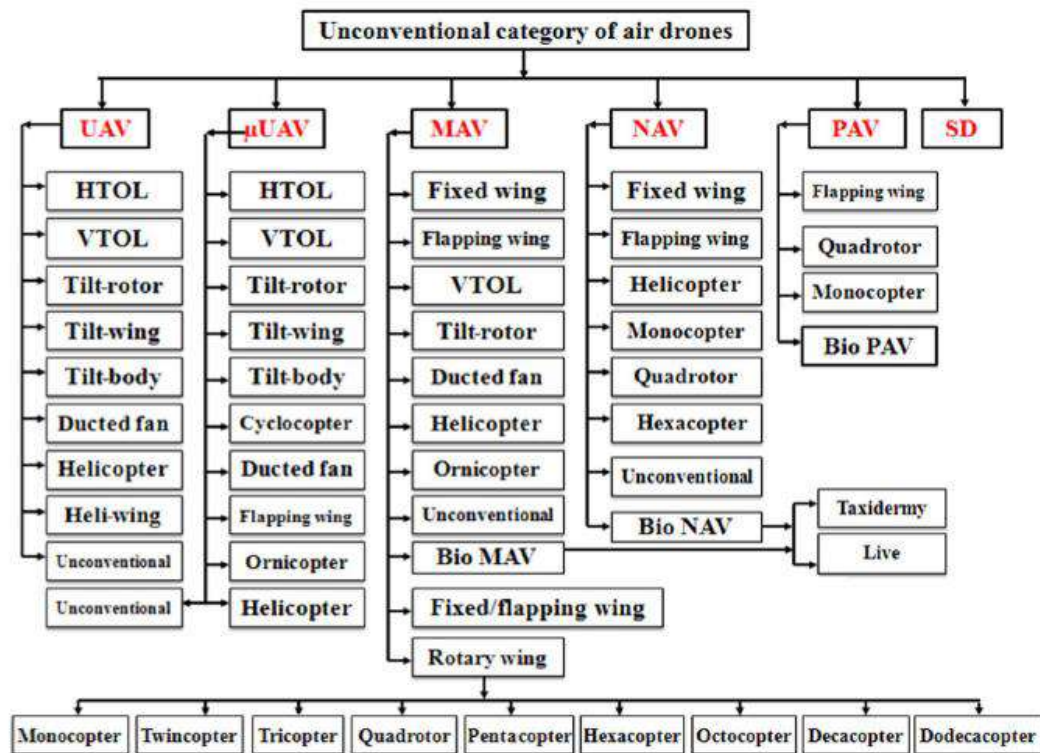 Unconventional category of air drones
UAV
μUAV
MAV
NAV
PAV
SD
HTOL
VTOL
Tilt-rotor
Tilt-wing
Tilt-body
Ducted fan
Helicopter
Heli-wing
Unconventional
Unconventional
HTOL
VTOL
Tilt-rotor
Tilt-wing
Tilt-body
Cyclocopter
Ducted fan
Flapping wing
Ornicopter
Helicopter
Fixed wing
Flapping wing
VTOL
Tilt-rotor
Ducted fan
Helicopter
Ornicopter
Unconventional
Bio MAV
Fixed/flapping wing
Rotary wing
Fixed wing
Flapping wing
Helicopter
Monocopter
Quadrotor
Hexacopter
Unconventional
Bio NAV
Flapping wing
Quadrotor
Monocopter
Bio PAV
Taxidermy
Live
Monocopter
Twincopter
Tricopter
Quadrotor
Pentacopter
Hexacopter
Octocopter
Decacopter
Dodecacopter